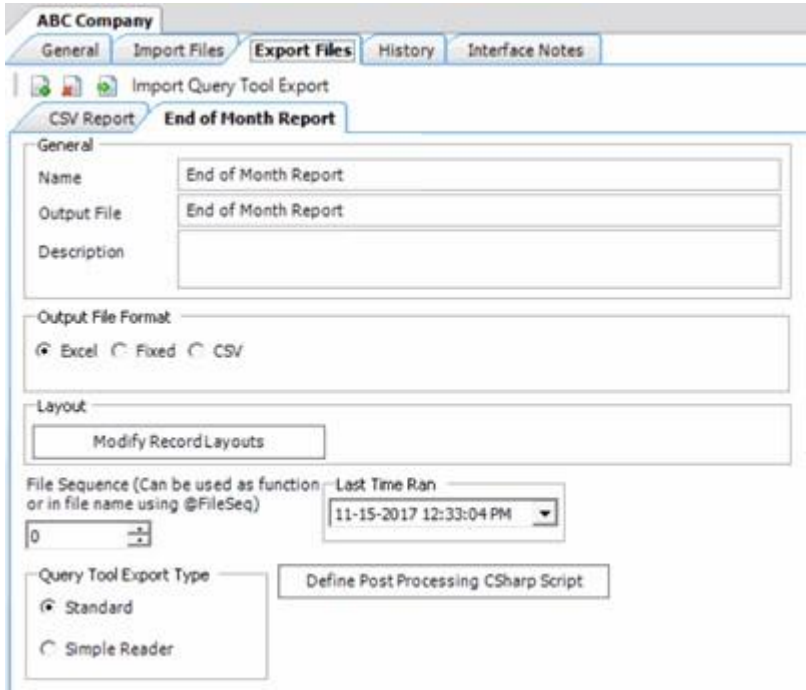 ABC Company
General Import Files Export Files History Interface Notes
Import Query Tool Export
CSV Report End of Month Report
General
Name End of Month Report
Output File End of Month Report
Description
Output File Format
Excel Fixed CSV
Layout
Modify Record Layouts
File Sequence (Can be used as function
or in file name using @FileSeq)
0
Last Time Ran
11-15-2017 12:33:04 PM
Query Tool Export Type
Standard
Simple Reader
Define Post Processing CSharp Script